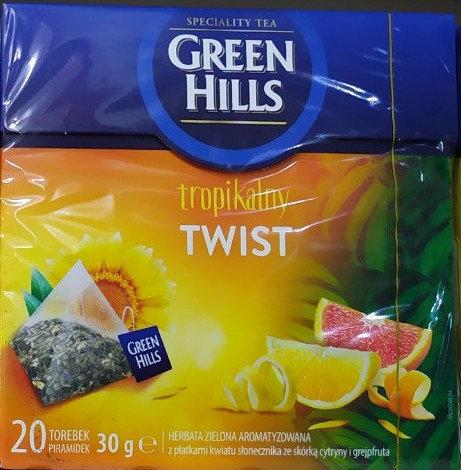 SPECIALITY TEA
GREEN
HILLS
tropikalny
TWIST
GREEN
HILLS
20 TOREBEK
PIRAMIDEK
30 g ℮
HERBATA ZIELONA AROMATYZOWANA
z płatkami kwiatu słonecznika ze skórką cytryny i grejpfruta